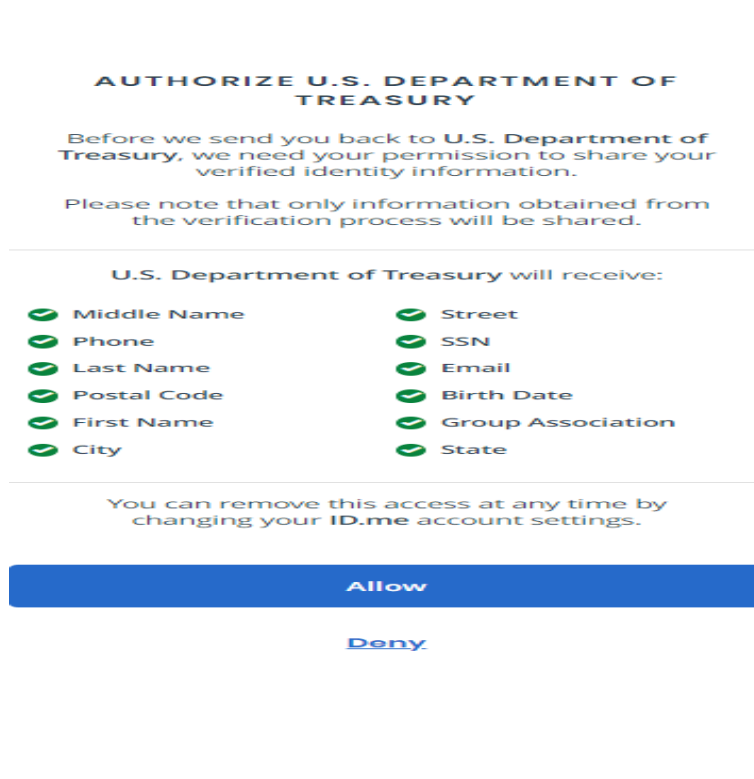 AUTHORIZE U.S. DEPARTMENT OF
TREASURY
Before we send you back to U.S. Department of
Treasury, we need your permission to share your
verified identity information.
Please note that only information obtained from
the verification process will be shared.
U.S. Department of Treasury will receive:
Middle Name
Phone
Last Name
Postal Code
First Name
City
Street
SSN
Email
Birth Date
Group Association
State
You can remove this access at any time by
changing your ID.me account settings.
Allow
Deny